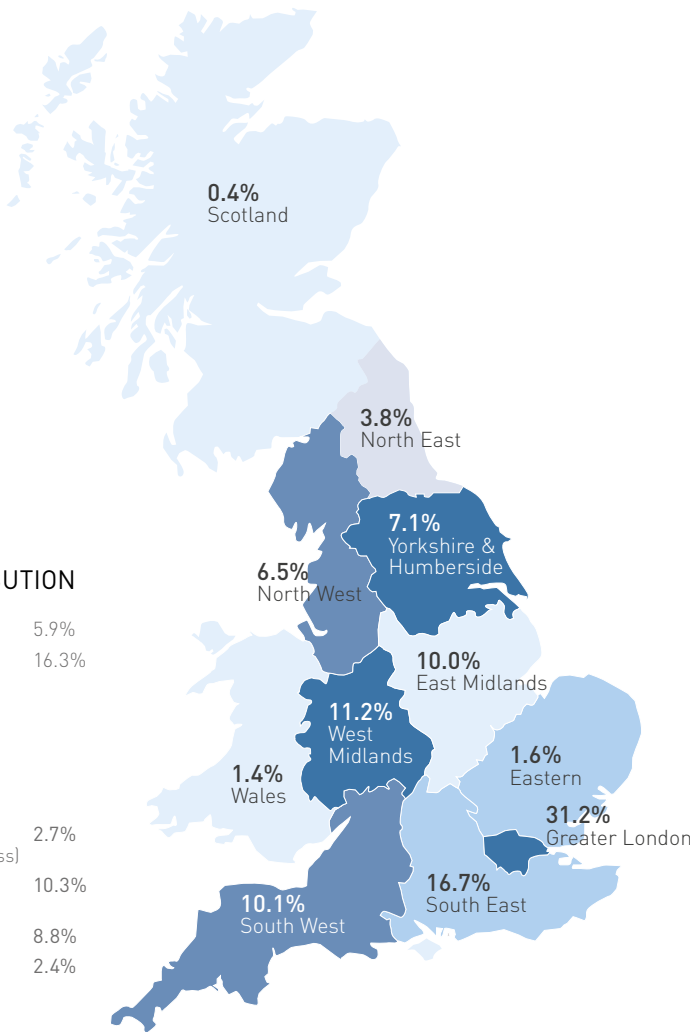 0.4%
Scotland
3.8%
North East
7.1%
Yorkshire &
Humberside
6.5%
North West
10.0%
East Midlands
11.2%
West
Midlands
1.4%
Wales
1.6%
Eastern
31.2%
Greater London
16.7%
South East
10.1%
South West
UTION
5.9%
16.3%
2.7%
ss)
10.3%
8.8%
2.4%